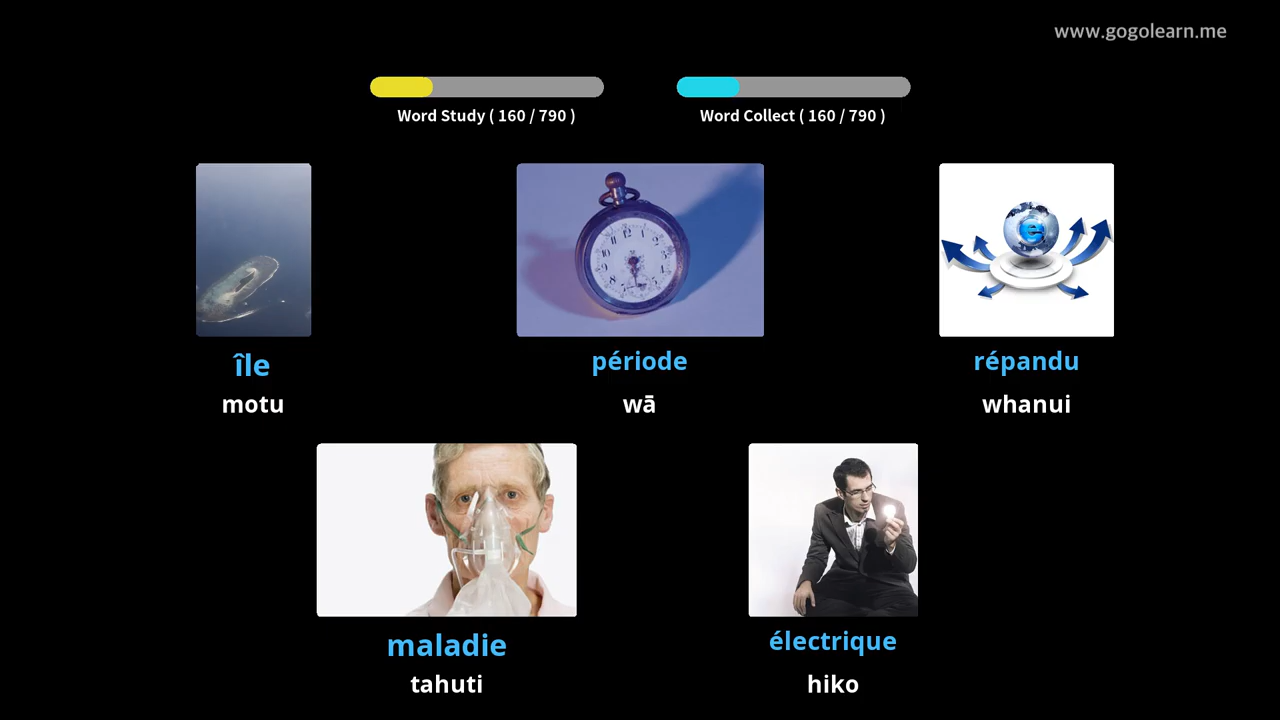 www.gogolearn.me
Word Study ( 160 / 790 )
Word Collect ( 160 / 790 )
île
motu
période
wā
répandu
whanui
maladie
tahuti
électrique
hiko